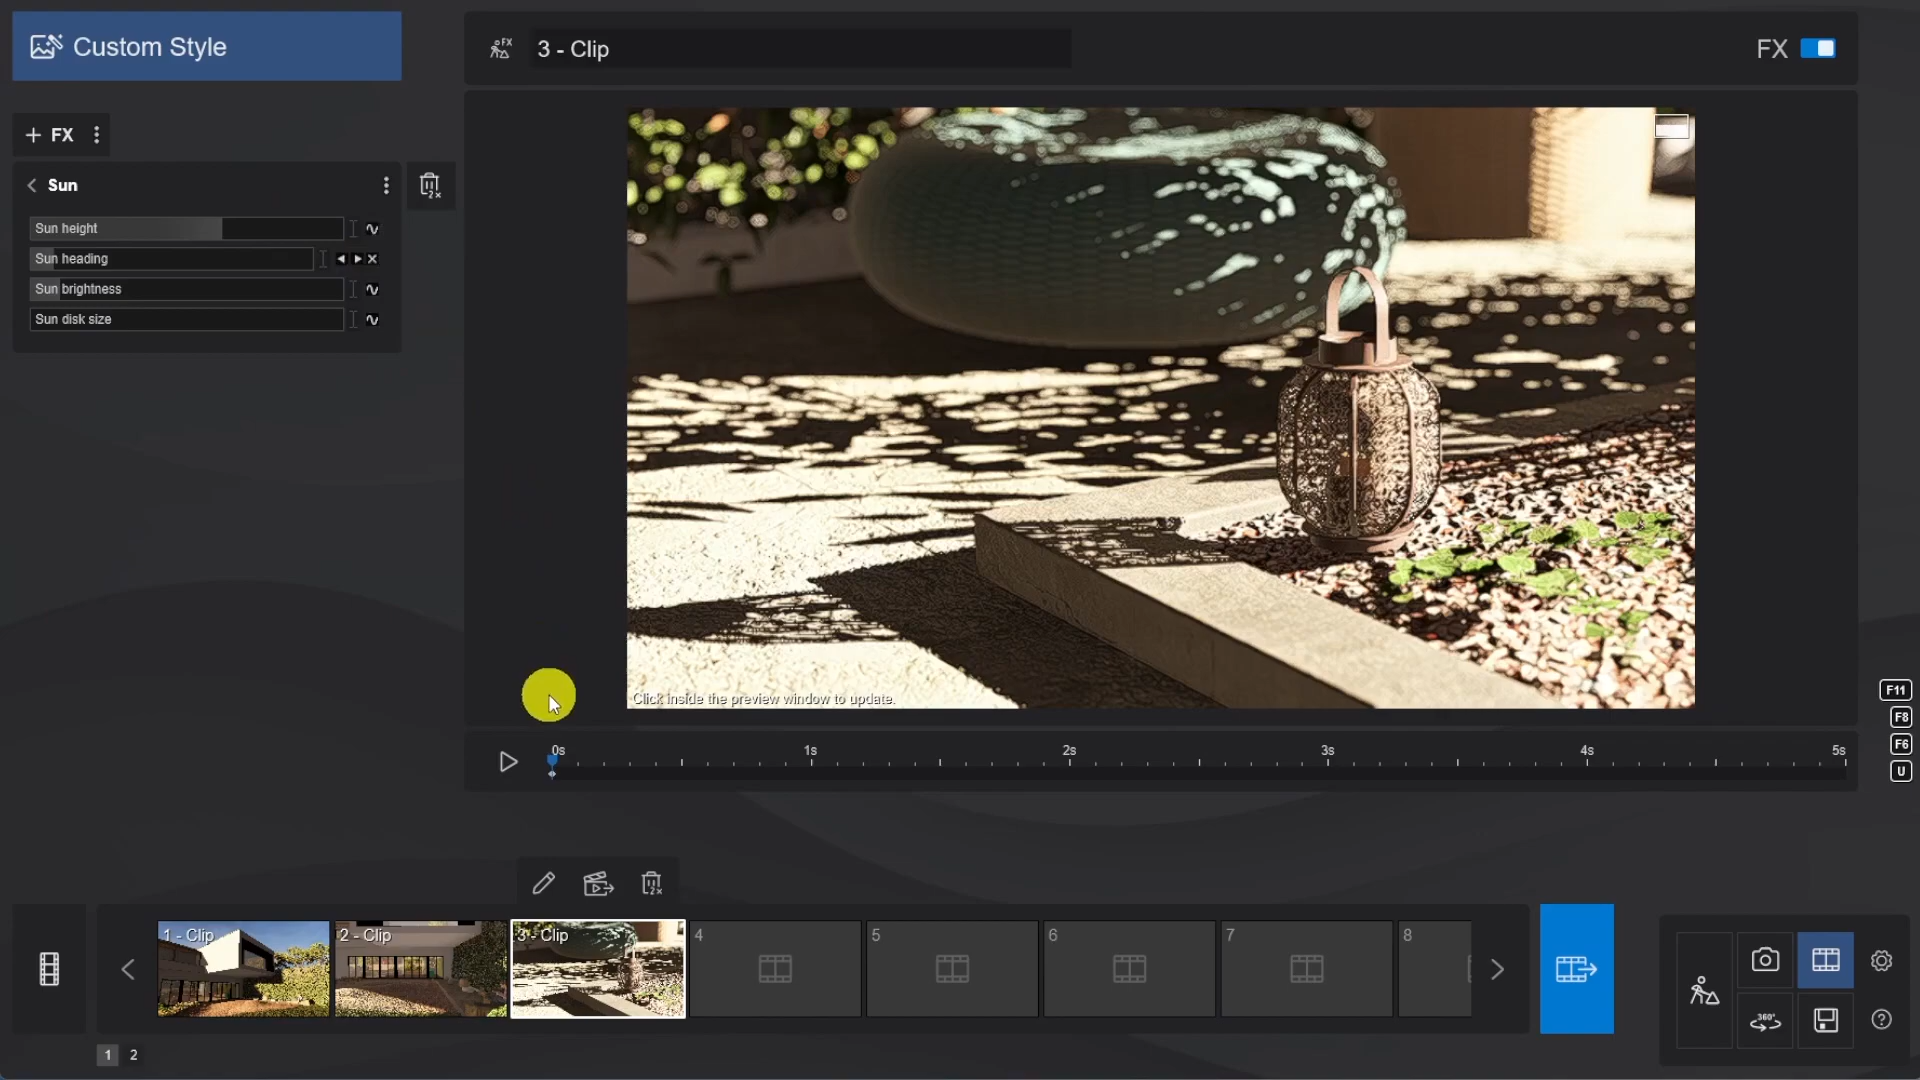 Custom Style
3 - Clip
FX
+ FX
Sun
Sun height
Sun heading
Sun brightness
Sun disk size
Click inside the preview window to update.
F11
F8
F6
U
0s 1s 2s 3s 4s 5s
1 - Clip
2 - Clip
3 - Clip
4
5
6
7
8
360°
1 2